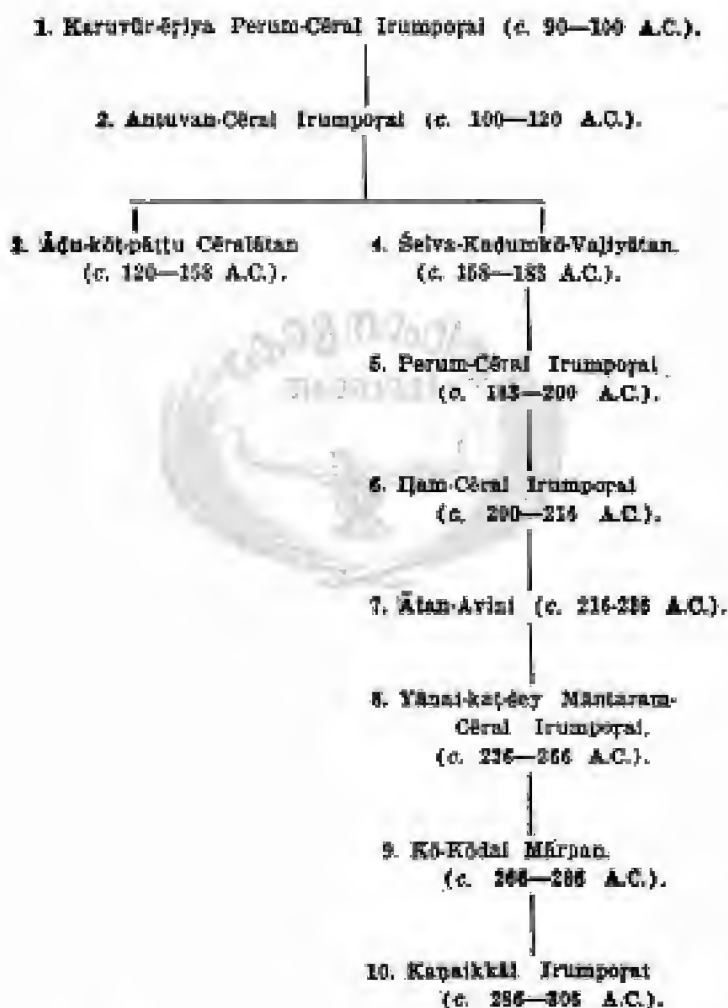 1. Karuvūr-ēṟiya Perum-Cēral Irumpoṟai (c. 90—100 A.C.).
2. Antuvan-Cēral Irumpoṟai (c. 100—120 A.C.).
3. Āḍu-kōṭ-pāṭṭu Cēralātan 4. Śelva-Kaḍumkō-Vaḷiyātan.
(c. 120—158 A.C.). (c. 158—183 A.C.).
5. Perum-Cēral Irumpoṟai
(c. 183—200 A.C.).
6. Iḷam-Cēral Irumpoṟai
(c. 200—216 A.C.).
7. Ātan-Avini (c. 216-236 A.C.).
8. Yānai-kaṭ-śēy Māntaram-
Cēral Irumpoṟai.
(c. 236—266 A.C.).
9. Kō-Kōdai Mārpan.
(c. 266—286 A.C.).
10. Kaṇaikkāl Irumpoṟai
(c. 286—305 A.C.).